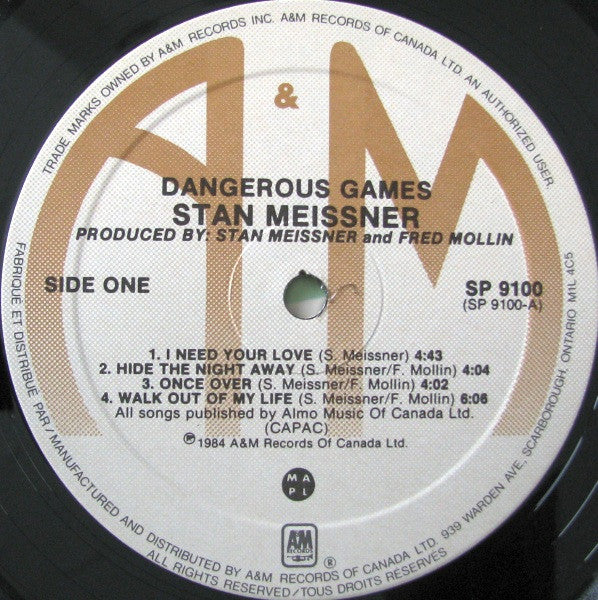 TRADE MARKS OWNED BY A&M RECORDS INC. A&M RECORDS OF CANADA LTD. AN AUTHORIZED USER.
A & M
DANGEROUS GAMES
STAN MEISSNER
PRODUCED BY: STAN MEISSNER and FRED MOLLIN
SIDE ONE
SP 9100
(SP 9100-A)
1. I NEED YOUR LOVE (S. Meissner) 4:43
2. HIDE THE NIGHT AWAY (S. Meissner/F. Mollin) 4:04
3. ONCE OVER (S. Meissner/F. Mollin) 4:02
4. WALK OUT OF MY LIFE (S. Meissner/F. Mollin) 6:06
All songs published by Almo Music Of Canada Ltd.
(CAPAC)
℗1984 A&M Records Of Canada Ltd.
M A
P L
A&M
RECORDS
®
FABRIQUÉ ET DISTRIBUÉ PAR / MANUFACTURED AND DISTRIBUTED BY A&M RECORDS OF CANADA LTD. 939 WARDEN AVE, SCARBOROUGH, ONTARIO M1L 4C5
ALL RIGHTS RESERVED/TOUS DROITS RESERVES